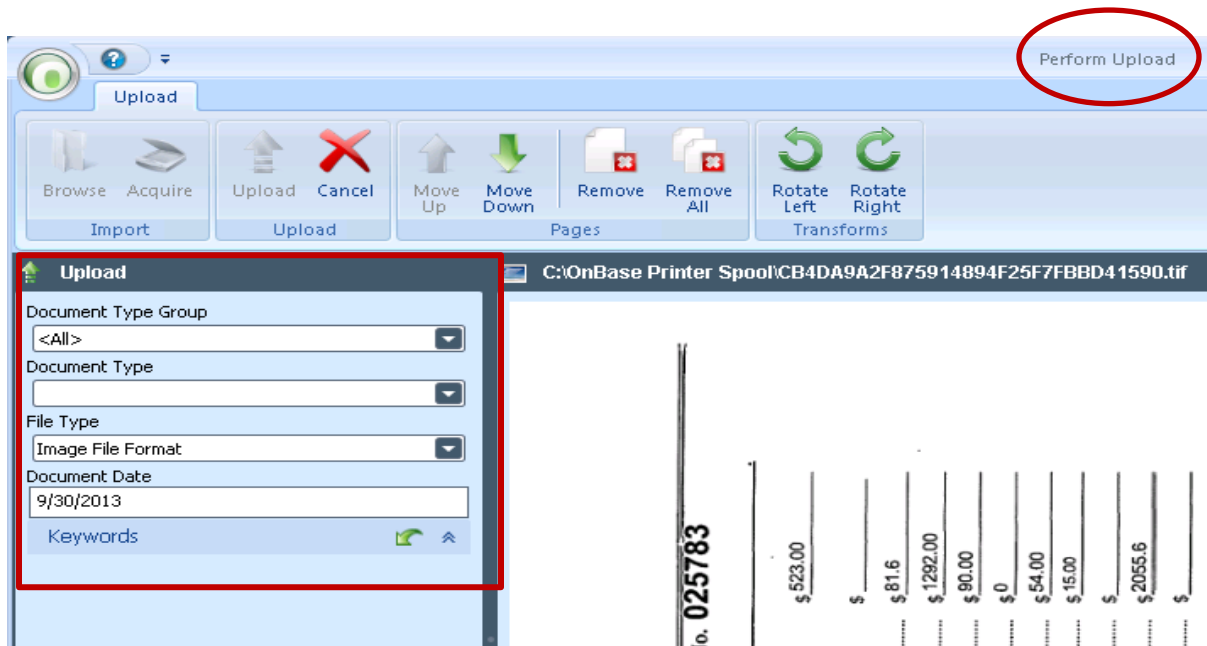 Perform Upload
Upload
Browse Acquire Upload Cancel Move Up Move Down Remove Remove All Rotate Left Rotate Right
Import Upload Pages Transforms
Upload
C:\OnBase Printer Spool\CB4DA9A2F875914894F25F7FBBD41590.tif
Document Type Group
<All>
Document Type
File Type
Image File Format
Document Date
9/30/2013
Keywords
025783
$ 523.00
$
$ 81.6
$ 1292.00
$ 90.00
$ 0
$ 54.00
$ 15.00
$
$ 2055.6
$